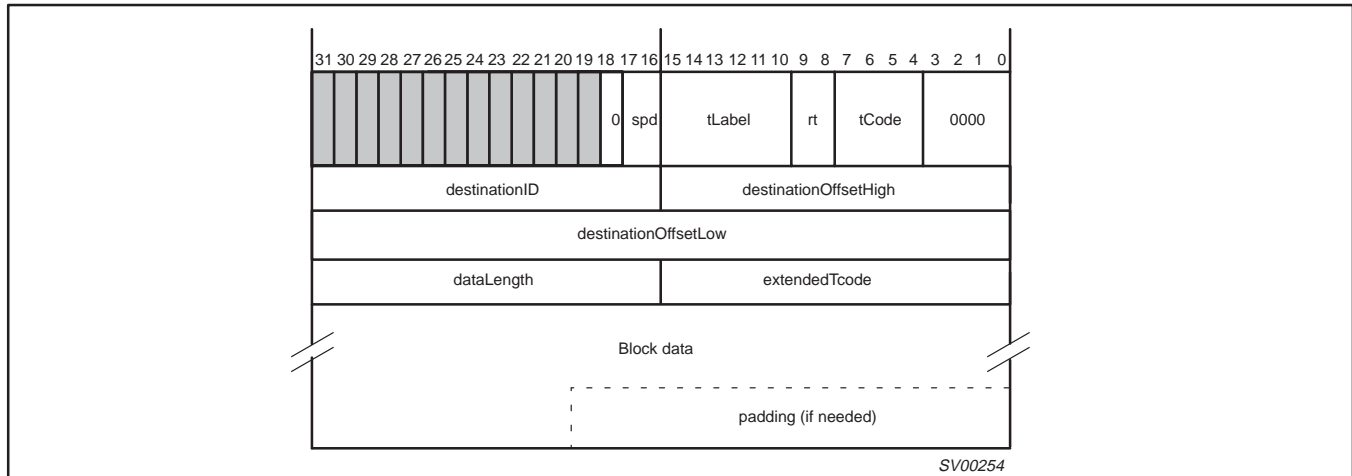 31 30 29 28 27 26 25 24 23 22 21 20 19 18 17 16 15 14 13 12 11 10 9 8 7 6 5 4 3 2 1 0
0 spd tLabel rt tCode 0000
destinationID destinationOffsetHigh
destinationOffsetLow
dataLength extendedTcode
Block data
padding (if needed)
SV00254